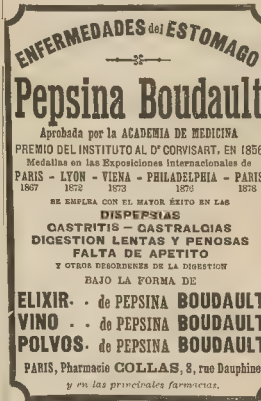 ENFERMEDADES del ESTOMAGO
Pepsina Boudault
Aprobada por la ACADEMIA DE MEDICINA
PREMIO DEL INSTITUTO AL Dr CORVISART, EN 1856
Medallas en las Exposiciones internacionales de
PARIS - LYON - VIENA - PHILADELPHIA - PARIS
1867 1872 1873 1876 1878
SE EMPLEA CON EL MAYOR ÉXITO EN LAS
DISPEPSIAS
GASTRITIS – GASTRALGIAS
DIGESTION LENTAS Y PENOSAS
FALTA DE APETITO
Y OTROS DESORDENES DE LA DIGESTION
BAJO LA FORMA DE
ELIXIR. . de PEPSINA BOUDAULT
VINO . . de PEPSINA BOUDAULT
POLVOS. de PEPSINA BOUDAULT
PARIS, Pharmacie COLLAS, 8, rue Dauphine
y en las principales farmacias.